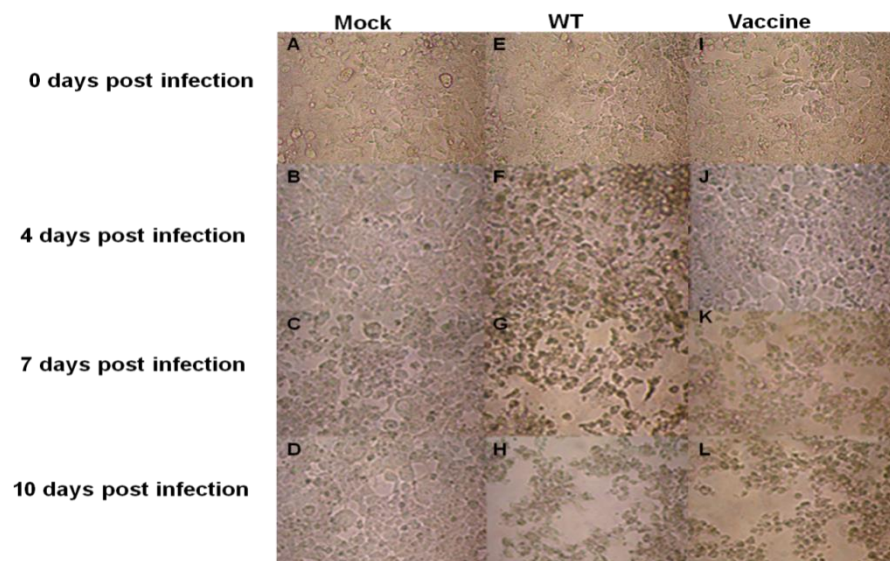 Mock WT Vaccine
0 days post infection A E I
4 days post infection B F J
7 days post infection C G K
10 days post infection D H L